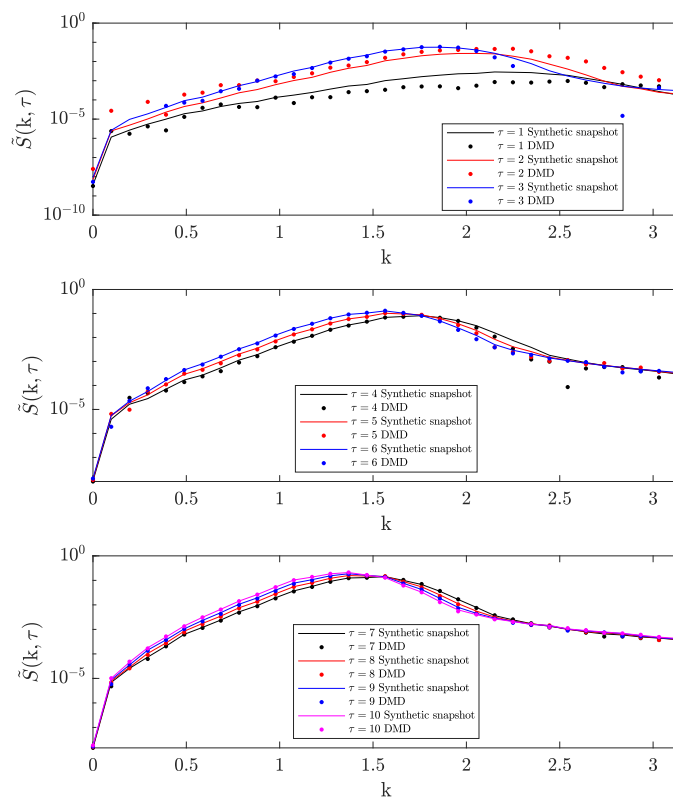 10^0
10^-5
10^-10
S̃(k, τ)
τ = 1 Synthetic snapshot
τ = 1 DMD
τ = 2 Synthetic snapshot
τ = 2 DMD
τ = 3 Synthetic snapshot
τ = 3 DMD
0 0.5 1 1.5 2 2.5 3
k
10^0
10^-5
S̃(k, τ)
τ = 4 Synthetic snapshot
τ = 4 DMD
τ = 5 Synthetic snapshot
τ = 5 DMD
τ = 6 Synthetic snapshot
τ = 6 DMD
0 0.5 1 1.5 2 2.5 3
k
10^0
10^-5
S̃(k, τ)
τ = 7 Synthetic snapshot
τ = 7 DMD
τ = 8 Synthetic snapshot
τ = 8 DMD
τ = 9 Synthetic snapshot
τ = 9 DMD
τ = 10 Synthetic snapshot
τ = 10 DMD
0 0.5 1 1.5 2 2.5 3
k